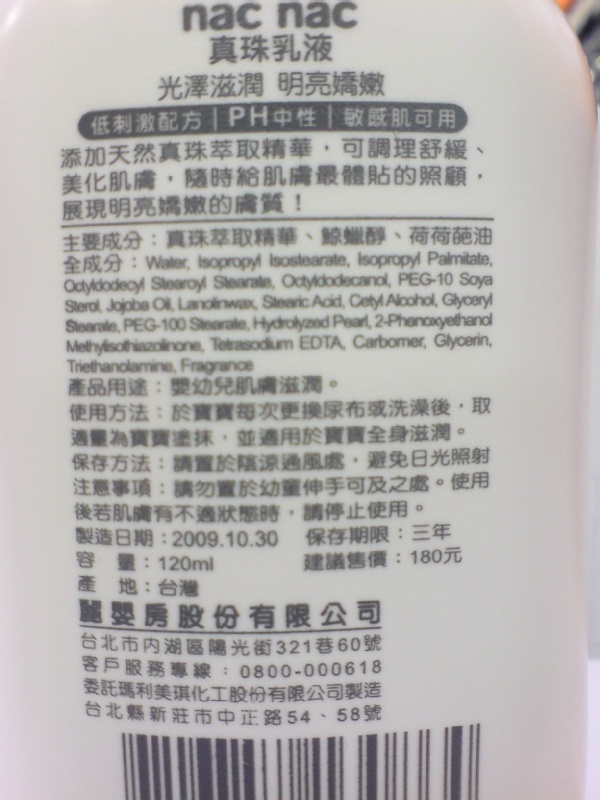 nac nac
真珠乳液
光澤滋潤 明亮嬌嫩
低刺激配方|PH中性|敏感肌可用
添加天然真珠萃取精華,可調理舒緩、
美化肌膚,隨時給肌膚最體貼的照顧,
展現明亮嬌嫩的膚質!
主要成分:真珠萃取精華、鯨蠟醇、荷荷葩油
全成分:Water, Isopropyl Isostearate, Isopropyl Palmitate,
Octyldodecyl Stearoyl Stearate, Octyldodecanol, PEG-10 Soya
Sterol, Jojoba Oil, Lanolinwax, Stearic Acid, Cetyl Alcohol, Glyceryl
Stearate, PEG-100 Stearate, Hydrolyzed Pearl, 2-Phenoxyethanol
Methylisothiazolinone, Tetrasodium EDTA, Carbomer, Glycerin,
Triethanolamine, Fragrance
產品用途:嬰幼兒肌膚滋潤。
使用方法:於寶寶每次更換尿布或洗澡後,取
適量為寶寶塗抹,並適用於寶寶全身滋潤。
保存方法:請置於陰涼通風處,避免日光照射
注意事項:請勿置於幼童伸手可及之處。使用
後若肌膚有不適狀態時,請停止使用。
製造日期:2009.10.30 保存期限:三年
容 量:120ml 建議售價:180元
產 地:台灣
麗嬰房股份有限公司
台北市內湖區陽光街321巷60號
客戶服務專線:0800-000618
委託瑪利美琪化工股份有限公司製造
台北縣新莊市中正路54、58號